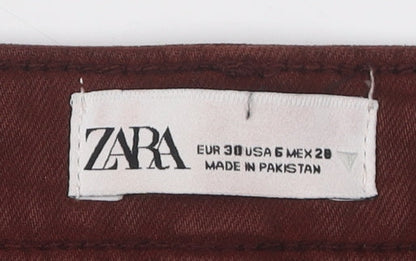 ZARA
EUR 38 USA 6 MEX 28
MADE IN PAKISTAN